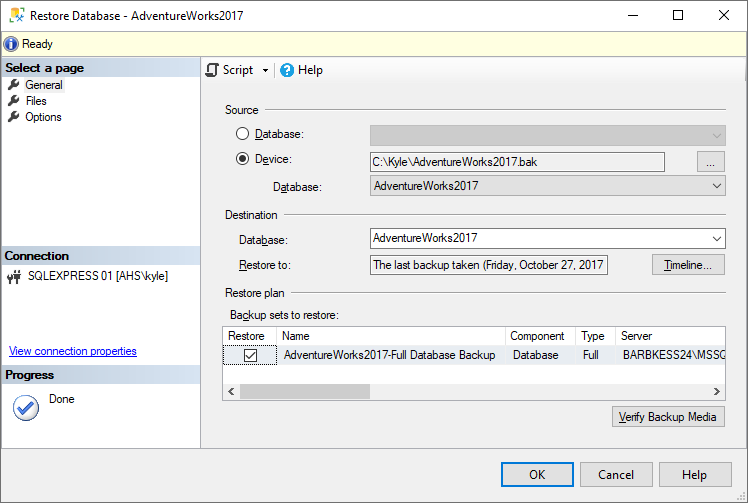 Restore Database - AdventureWorks2017
Ready
Select a page
General
Files
Options
Connection
SQLEXPRESS 01 [AHS\kyle]
View connection properties
Progress
Done
Script
Help
Source
Database:
Device:
C:\Kyle\AdventureWorks2017.bak
...
Database:
AdventureWorks2017
Destination
Database:
AdventureWorks2017
Restore to:
The last backup taken (Friday, October 27, 2017
Timeline...
Restore plan
Backup sets to restore:
Restore Name Component Type Server
AdventureWorks2017-Full Database Backup Database Full BARBKESS24\MSSQ
Verify Backup Media
OK Cancel Help